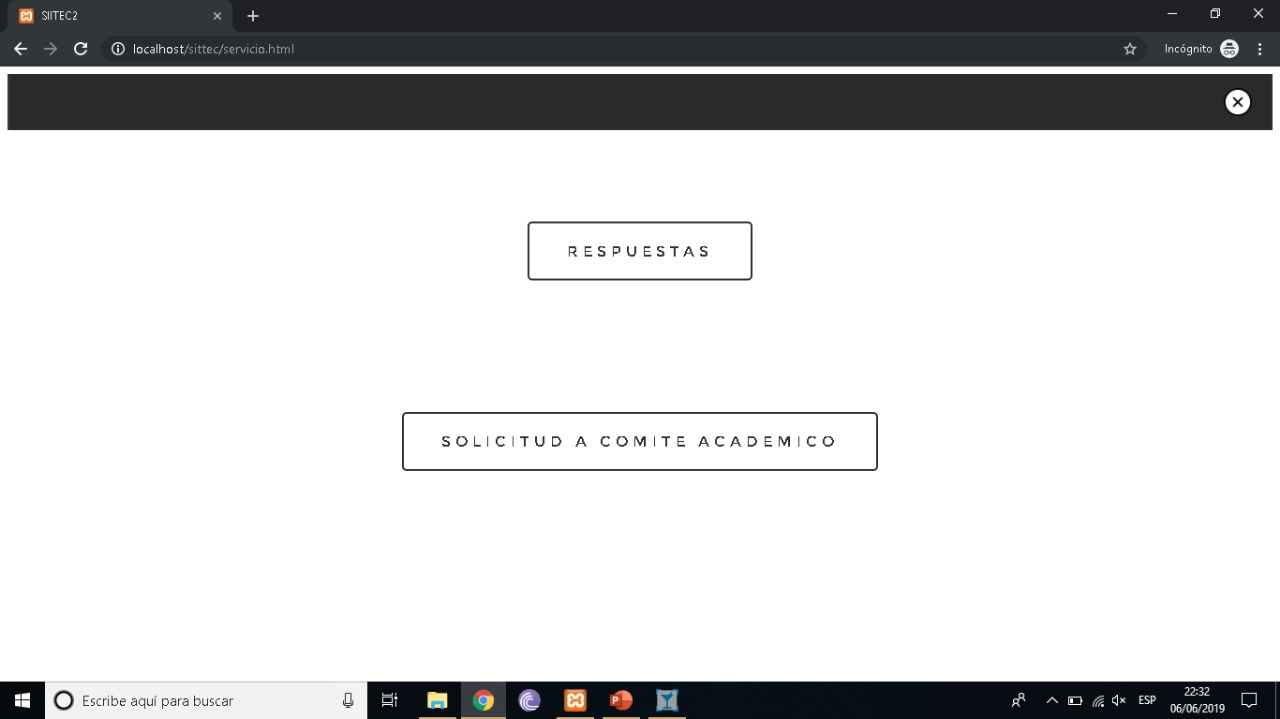 SIITEC2
localhost/sittec/servicio.html
Incógnito
RESPUESTAS
SOLICITUD A COMITE ACADEMICO
Escribe aquí para buscar
ESP
22:32
06/06/2019